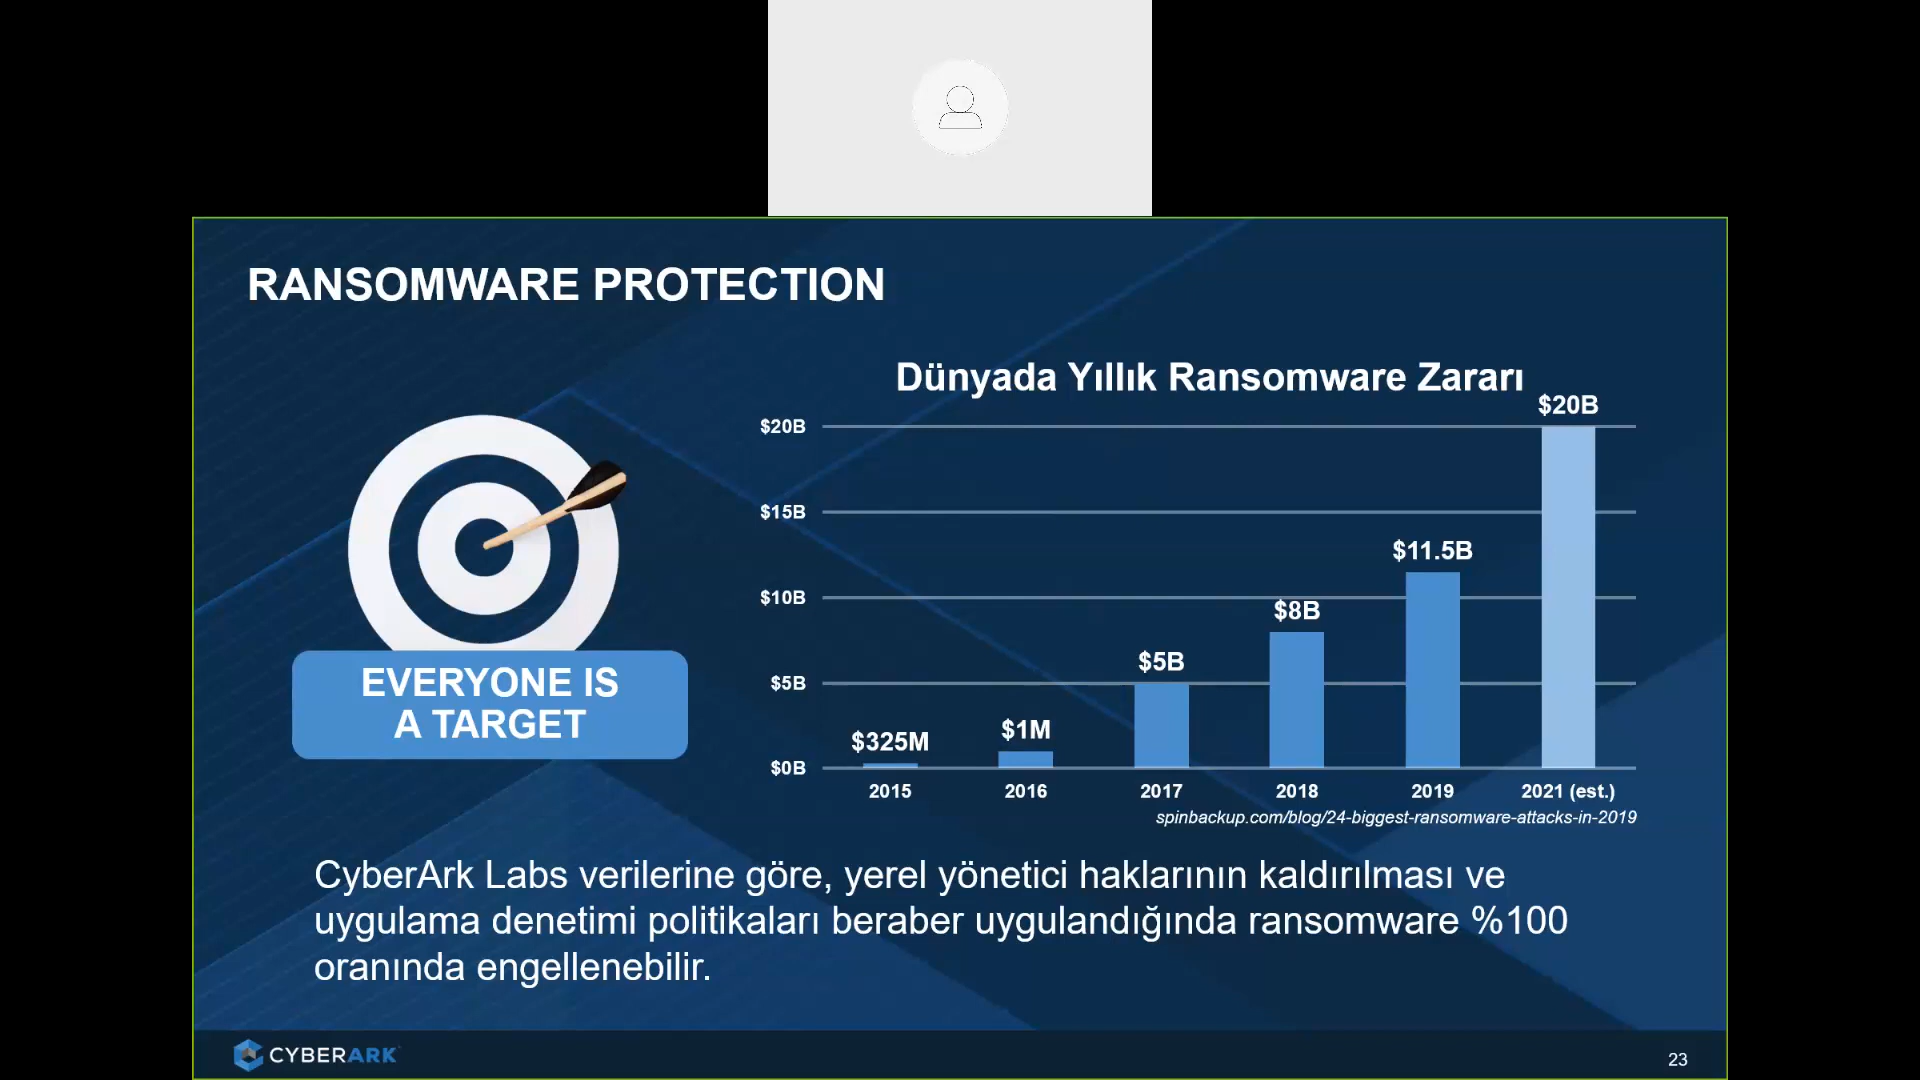 RANSOMWARE PROTECTION
EVERYONE IS
A TARGET
Dünyada Yıllık Ransomware Zararı
$20B
$15B
$10B
$5B
$0B
$325M
$1M
$5B
$8B
$11.5B
$20B
2015
2016
2017
2018
2019
2021 (est.)
spinbackup.com/blog/24-biggest-ransomware-attacks-in-2019
CyberArk Labs verilerine göre, yerel yönetici haklarının kaldırılması ve
uygulama denetimi politikaları beraber uygulandığında ransomware %100
oranında engellenebilir.
CYBERARK
23